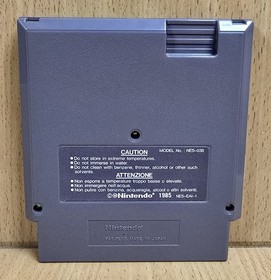 CAUTION
MODEL No. : NES-035
●Do not store in extreme temperatures.
●Do not immerse in water.
●Do not clean with benzene, thinner, alcohol or other such
solvents.
ATTENZIONE
●Non esporre a temperature troppo basse o elevate.
●Non immergere nell'acqua.
●Non pulire con benzina, acquaragia, alcool o altri solventi.
©®Nintendo® 1985 NES-EAI-1
Nintendo